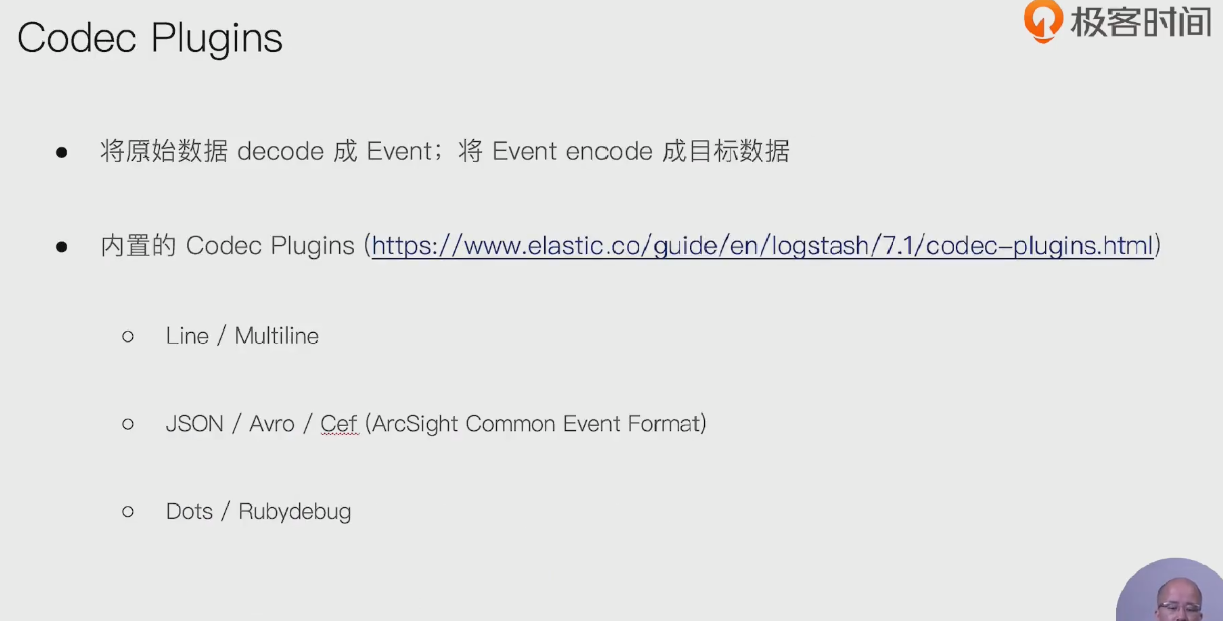 Codec Plugins
极客时间
将原始数据 decode 成 Event；将 Event encode 成目标数据
内置的 Codec Plugins (https://www.elastic.co/guide/en/logstash/7.1/codec-plugins.html)
Line / Multiline
JSON / Avro / Cef (ArcSight Common Event Format)
Dots / Rubydebug